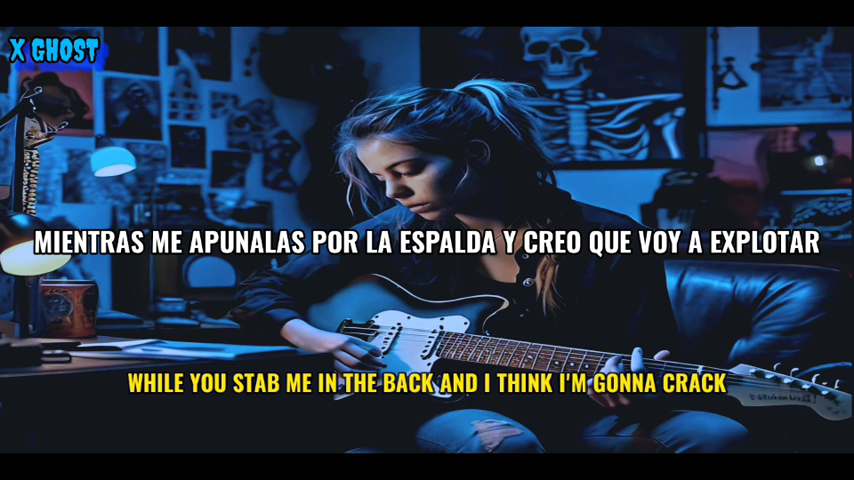 X GHOST
MIENTRAS ME APUNALAS POR LA ESPALDA Y CREO QUE VOY A EXPLOTAR
WHILE YOU STAB ME IN THE BACK AND I THINK I'M GONNA CRACK